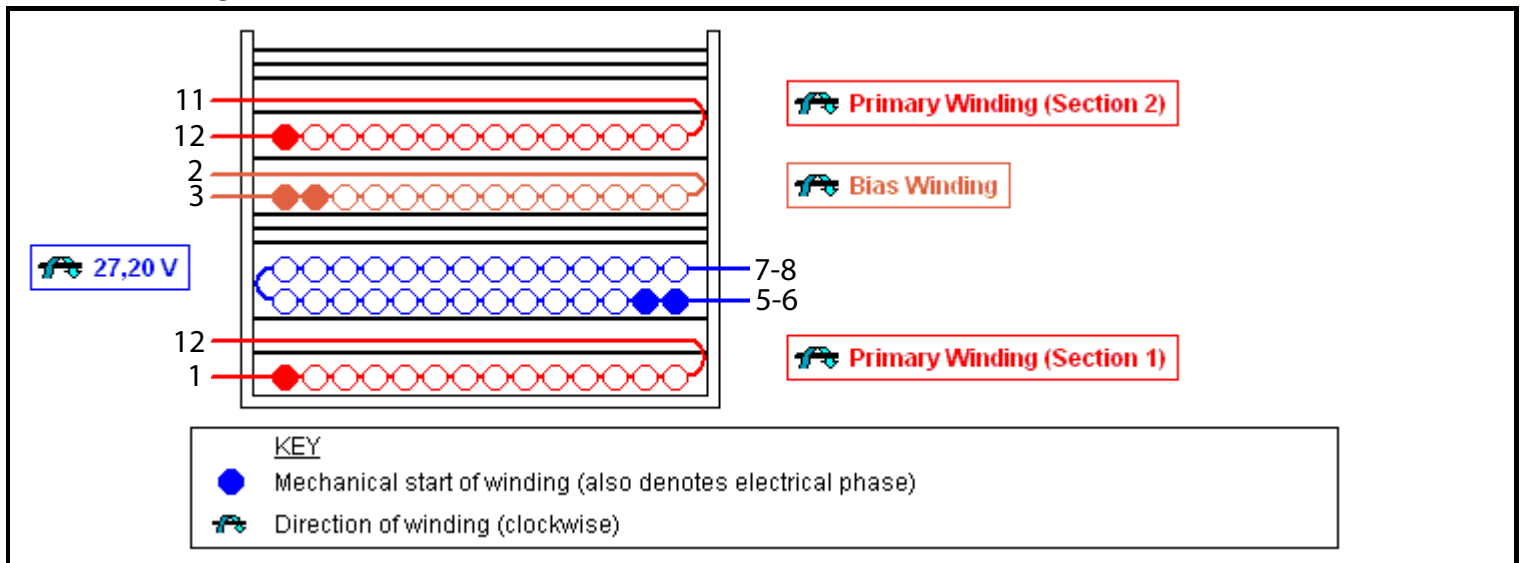 11
Primary Winding (Section 2)
12
2
Bias Winding
3
27,20 V
7-8
5-6
12
Primary Winding (Section 1)
1
KEY
Mechanical start of winding (also denotes electrical phase)
Direction of winding (clockwise)